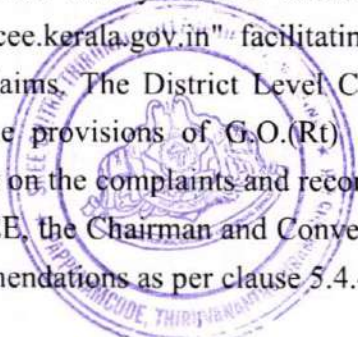 cee.kerala.gov.in" facilitatin
aims. The District Level C
e provisions of G.O.(Rt)
on the complaints and recor
E, the Chairman and Conve
nendations as per clause 5.4.